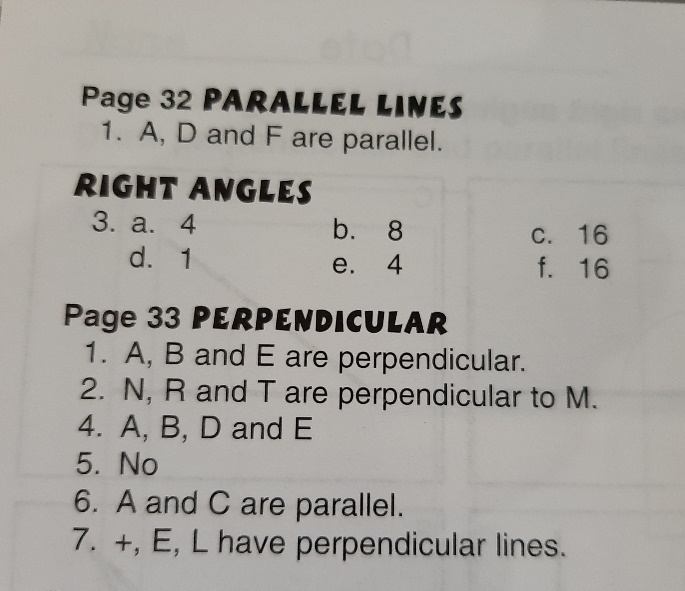 Name Date
Page 32 PARALLEL LINES
1. A, D and F are parallel.
RIGHT ANGLES
3. a. 4 b. 8 c. 16
d. 1 e. 4 f. 16
Page 33 PERPENDICULAR
1. A, B and E are perpendicular.
2. N, R and T are perpendicular to M.
4. A, B, D and E
5. No
6. A and C are parallel.
7. +, E, L have perpendicular lines.